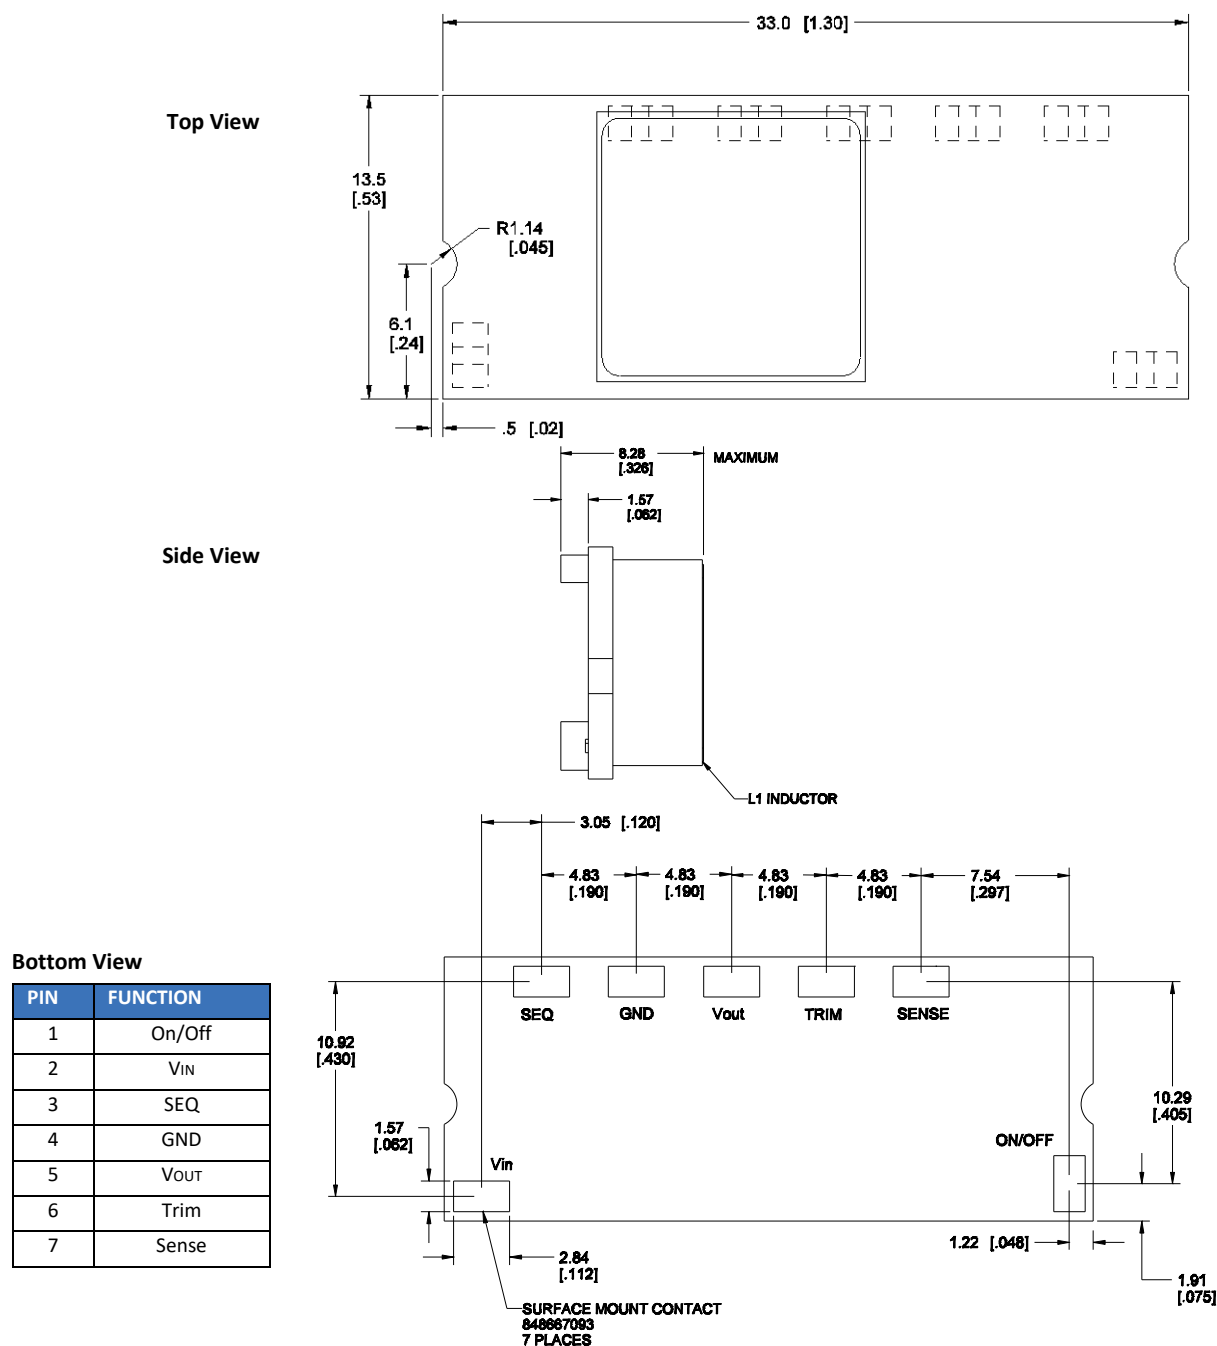 33.0 [1.30]
Top View
13.5
[.53]
R1.14
[.045]
6.1
[.24]
.5 [.02]
8.28
[.326]
MAXIMUM
1.57
[.062]
Side View
L1 INDUCTOR
3.05 [.120]
4.83
[.190]
4.83
[.190]
4.83
[.190]
4.83
[.190]
7.54
[.297]
Bottom View
PIN FUNCTION
1 On/Off
2 VIN
3 SEQ
4 GND
5 VOUT
6 Trim
7 Sense
SEQ GND Vout TRIM SENSE
10.92
[.430]
10.29
[.405]
1.57
[.062]
Vin
ON/OFF
1.22 [.048]
2.84
[.112]
1.91
[.075]
SURFACE MOUNT CONTACT
848667093
7 PLACES